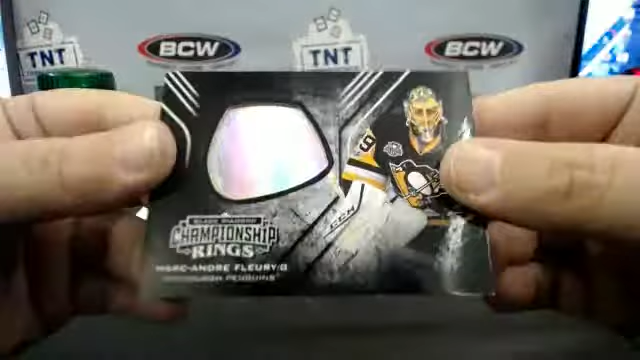 BCW
BCW
TNT
TNT
BLACK DIAMOND
CHAMPIONSHIP
RINGS
MARC-ANDRE FLEURY/G
PITTSBURGH PENGUINS
CCM